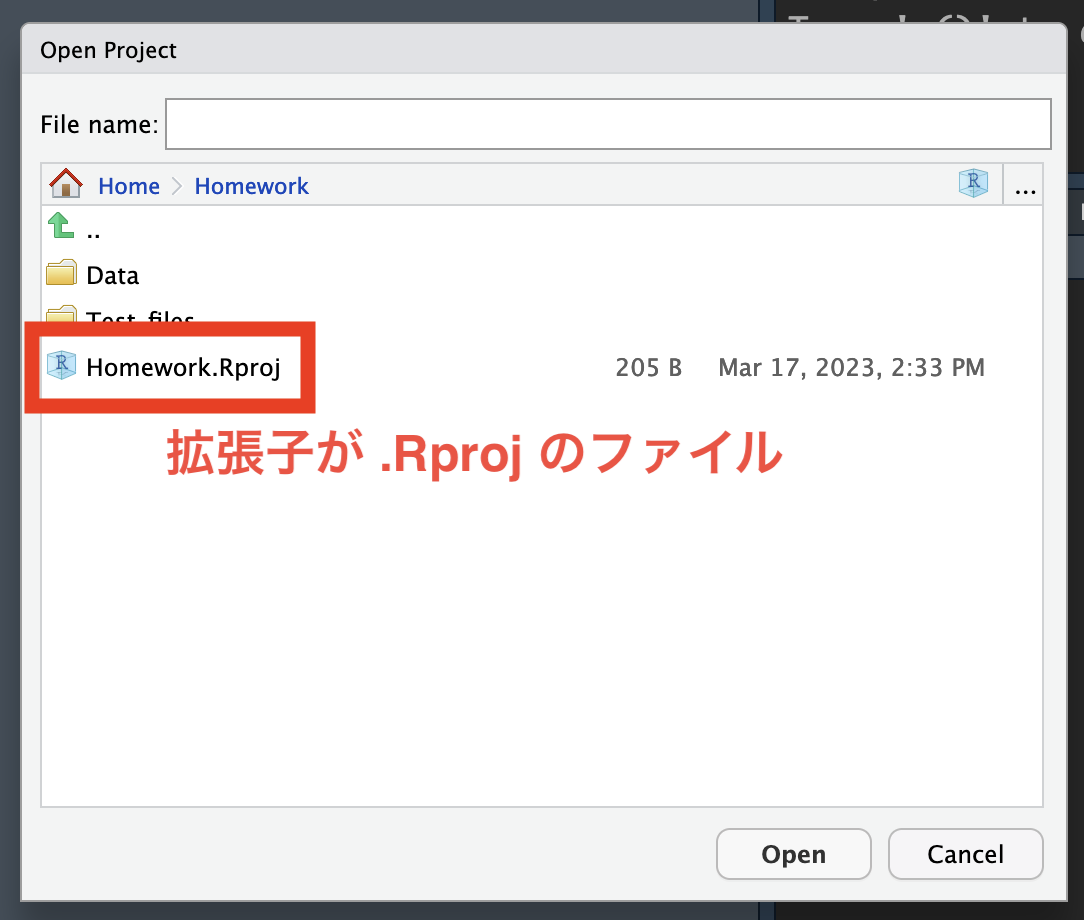 Open Project
File name:
Home
Homework
R
...
..
Data
Test_files
R Homework.Rproj 205 B Mar 17, 2023, 2:33 PM
拡張子が .Rproj のファイル
Open
Cancel